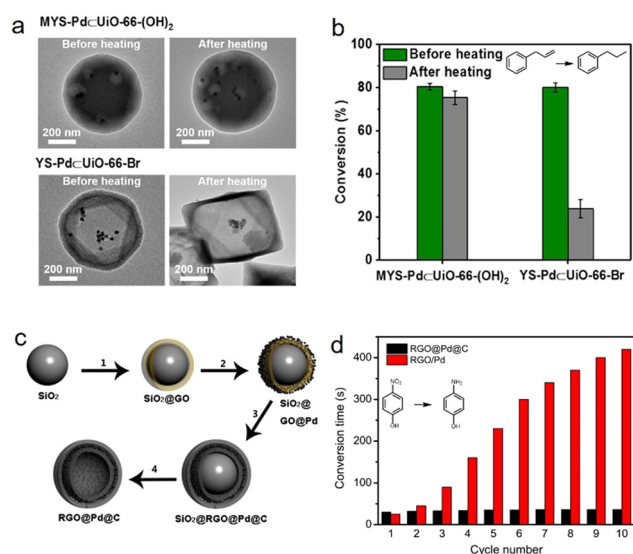 a
MYS-Pd⊂UiO-66-(OH)₂
Before heating
After heating
200 nm
200 nm
YS-Pd⊂UiO-66-Br
Before heating
After heating
200 nm
200 nm
b
Conversion (%)
100
80
60
40
20
0
Before heating
After heating
MYS-Pd⊂UiO-66-(OH)₂
YS-Pd⊂UiO-66-Br
c
SiO₂
1
SiO₂@GO
2
SiO₂@
GO@Pd
3
SiO₂@RGO@Pd@C
4
RGO@Pd@C
d
Conversion time (s)
400
300
200
100
0
RGO@Pd@C
RGO/Pd
NO₂
OH
NH₂
OH
1 2 3 4 5 6 7 8 9 10
Cycle number